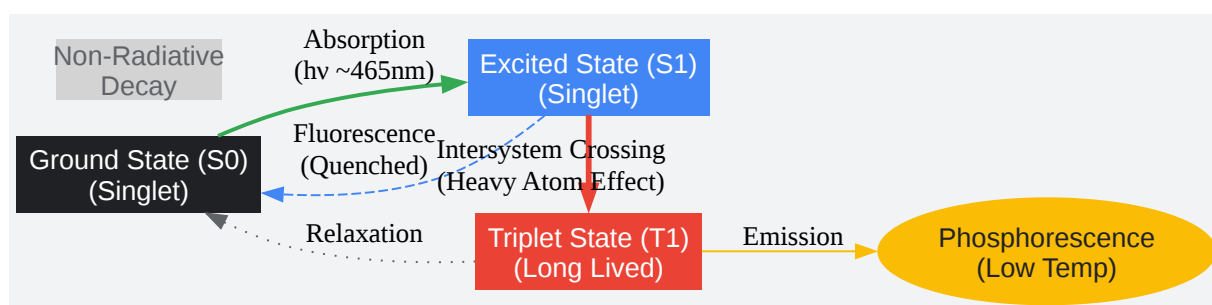 Non-Radiative
Decay
Absorption
(hν ~465nm)
Excited State (S1)
(Singlet)
Ground State (S0)
(Singlet)
Fluorescence
(Quenched)
Intersystem Crossing
(Heavy Atom Effect)
Relaxation
Triplet State (T1)
(Long Lived)
Emission
Phosphorescence
(Low Temp)